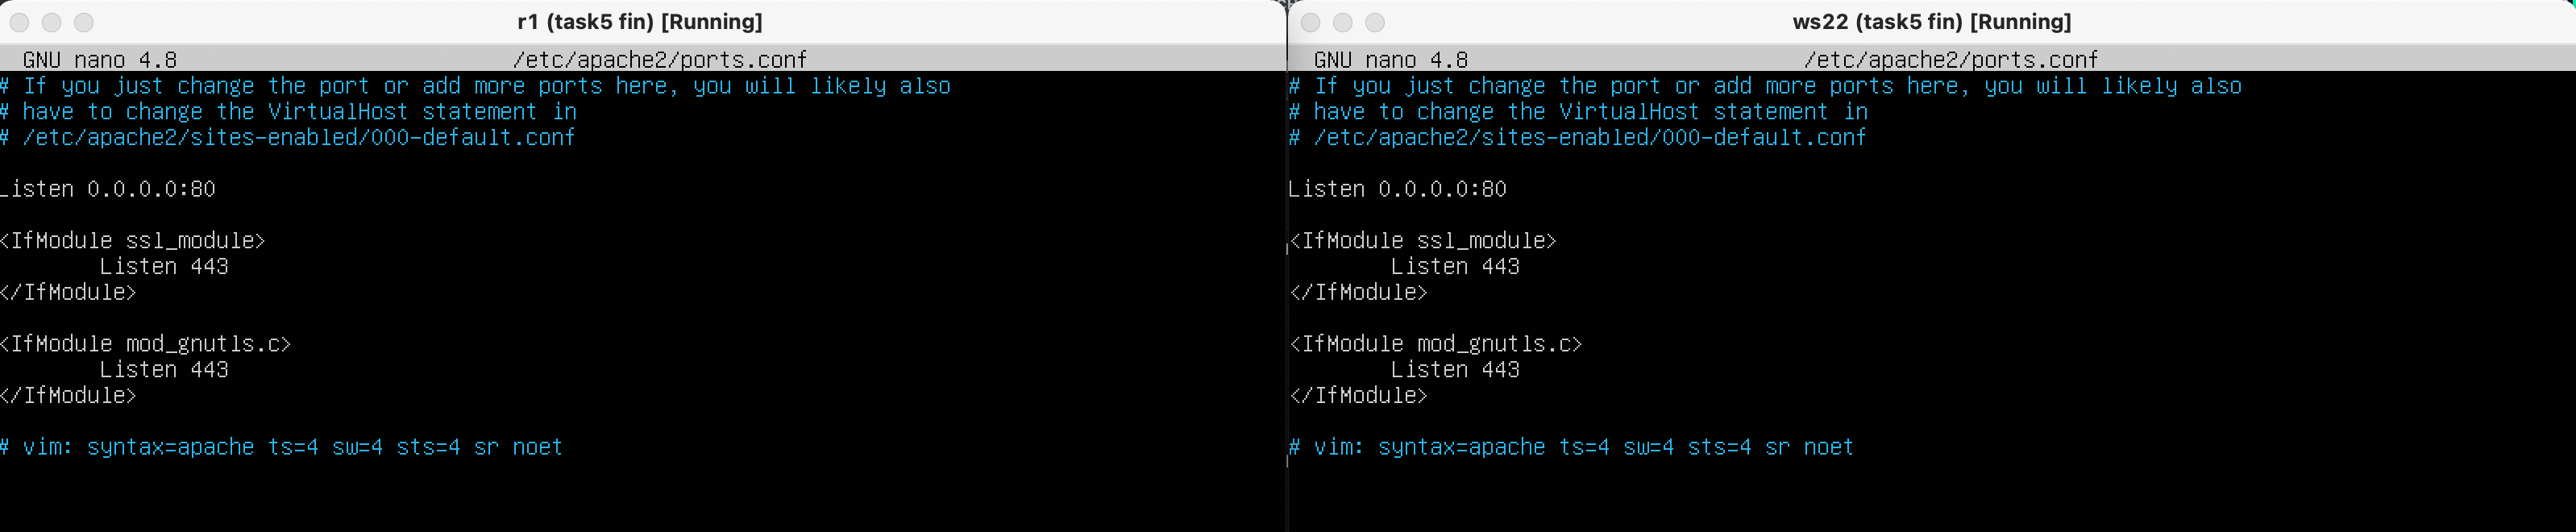 r1 (task5 fin) [Running]
GNU nano 4.8 /etc/apache2/ports.conf
# If you just change the port or add more ports here, you will likely also
# have to change the VirtualHost statement in
# /etc/apache2/sites-enabled/000-default.conf
Listen 0.0.0.0:80
<IfModule ssl_module>
Listen 443
</IfModule>
<IfModule mod_gnutls.c>
Listen 443
</IfModule>
# vim: syntax=apache ts=4 sw=4 sts=4 sr noet
ws22 (task5 fin) [Running]
GNU nano 4.8 /etc/apache2/ports.conf
# If you just change the port or add more ports here, you will likely also
# have to change the VirtualHost statement in
# /etc/apache2/sites-enabled/000-default.conf
Listen 0.0.0.0:80
<IfModule ssl_module>
Listen 443
</IfModule>
<IfModule mod_gnutls.c>
Listen 443
</IfModule>
# vim: syntax=apache ts=4 sw=4 sts=4 sr noet